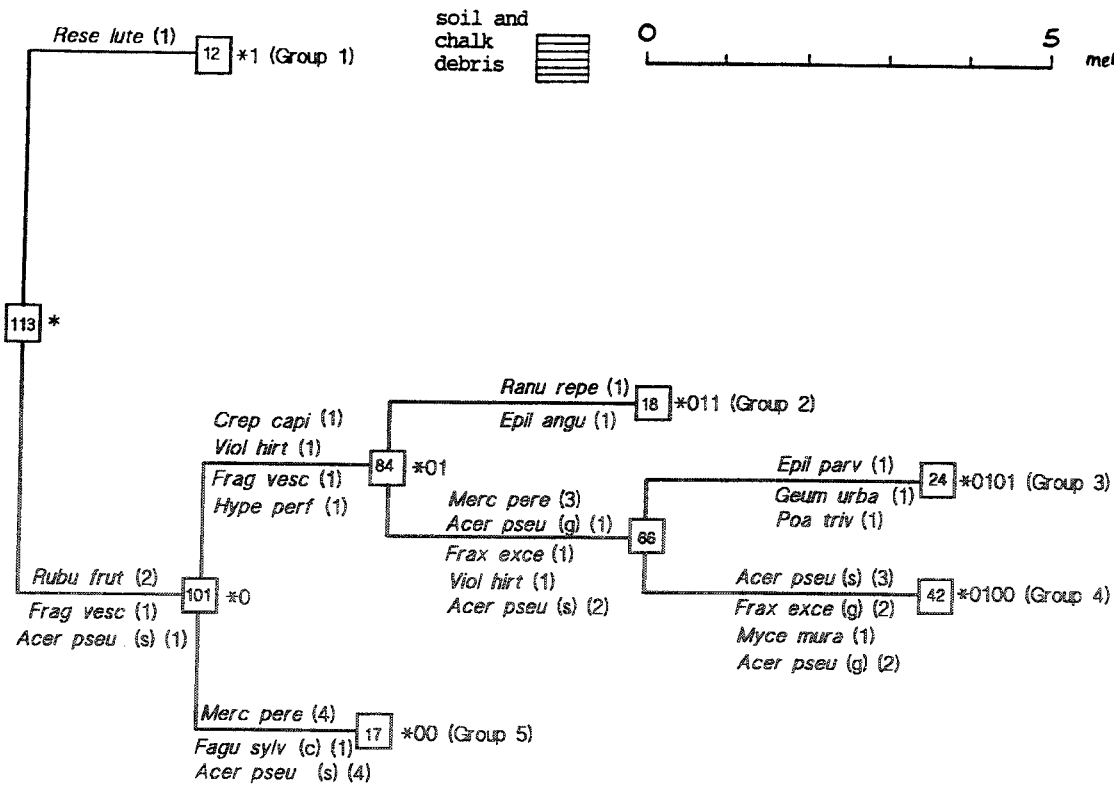 soil and
chalk
debris
0 5
met
Rese lute (1)
12 *1 (Group 1)
113 *
Ranu repe (1)
Epil angu (1)
18 *011 (Group 2)
Crep capi (1)
Viol hirt (1)
Frag vesc (1)
Hype perf (1)
84 *01
Epil parv (1)
Geum urba (1)
Poa triv (1)
24 *0101 (Group 3)
Merc pere (3)
Acer pseu (g) (1)
Frax exce (1)
Viol hirt (1)
Acer pseu (s) (2)
66
Rubu frut (2)
Frag vesc (1)
Acer pseu (s) (1)
101 *0
Acer pseu (s) (3)
Frax exce (g) (2)
Myce mura (1)
Acer pseu (g) (2)
42 *0100 (Group 4)
Merc pere (4)
Fagu sylv (c) (1)
Acer pseu (s) (4)
17 *00 (Group 5)